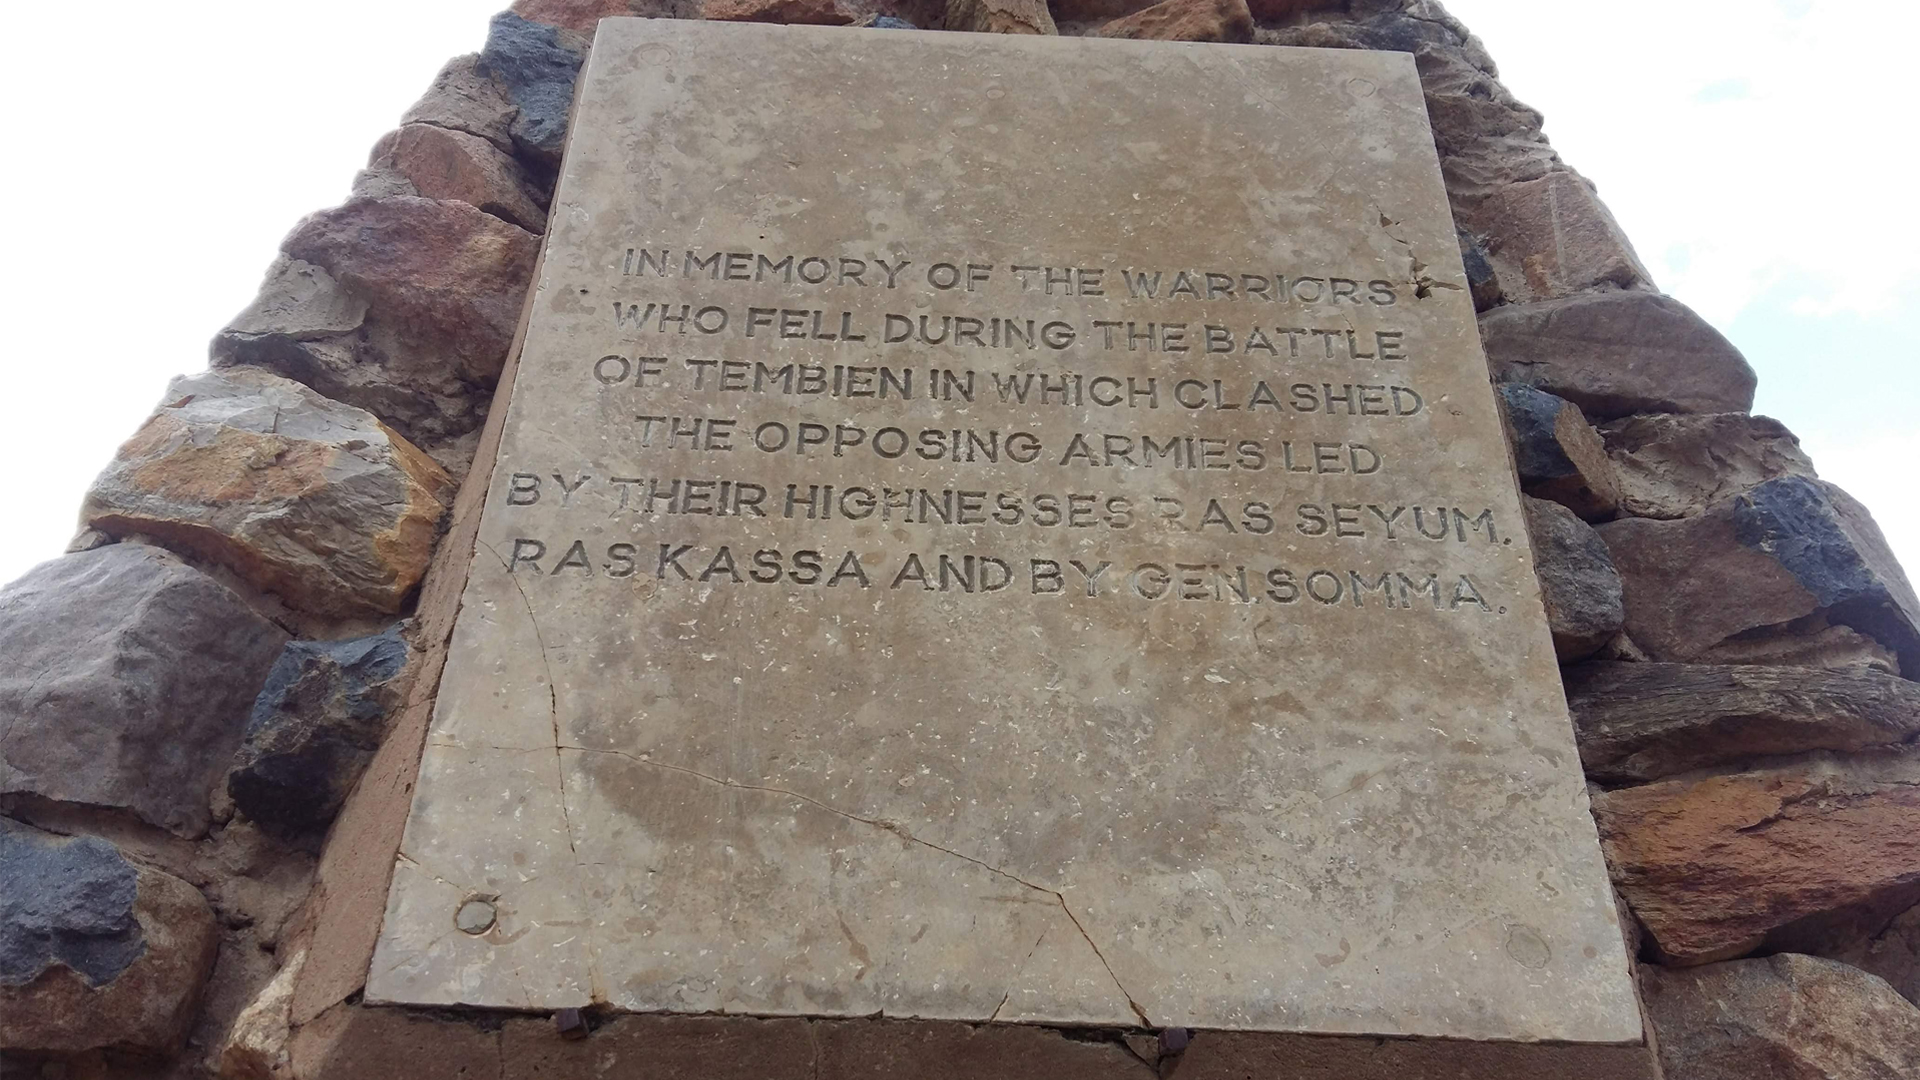 IN MEMORY OF THE WARRIORS
WHO FELL DURING THE BATTLE
OF TEMBIEN IN WHICH CLASHED
THE OPPOSING ARMIES LED
BY THEIR HIGHNESSES RAS SEYUM,
RAS KASSA AND BY GEN. SOMMA.